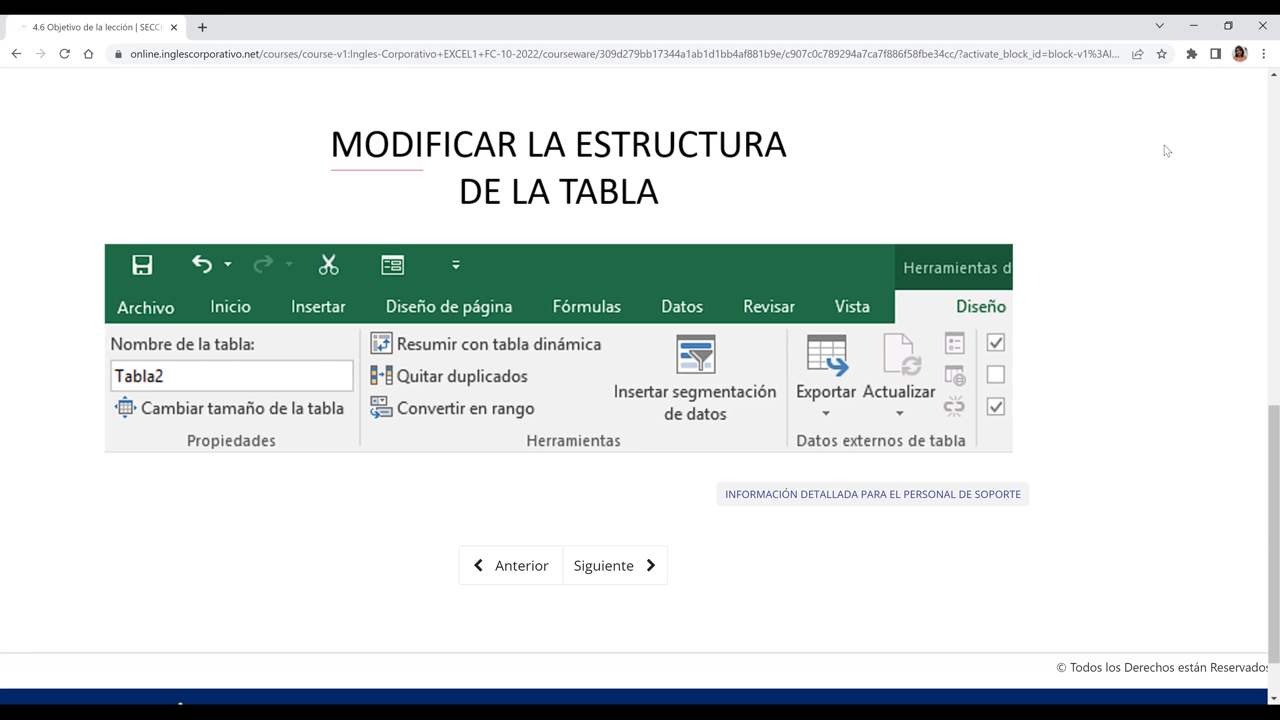 4.6 Objetivo de la lección | SECC
online.inglescorporativo.net/courses/course-v1:Ingles-Corporativo+EXCEL1+FC-10-2022/courseware/309d279bb17344a1ab1d1bb4af881b9e/c907c0c789294a7ca7f886f58fbe34cc/?activate_block_id=block-v1%3AI...
MODIFICAR LA ESTRUCTURA
DE LA TABLA
Herramientas d
Archivo Inicio Insertar Diseño de página Fórmulas Datos Revisar Vista Diseño
Nombre de la tabla:
Tabla2
Cambiar tamaño de la tabla
Propiedades
Resumir con tabla dinámica
Quitar duplicados
Convertir en rango
Insertar segmentación
de datos
Herramientas
Exportar Actualizar
Datos externos de tabla
INFORMACIÓN DETALLADA PARA EL PERSONAL DE SOPORTE
Anterior Siguiente
© Todos los Derechos están Reservados